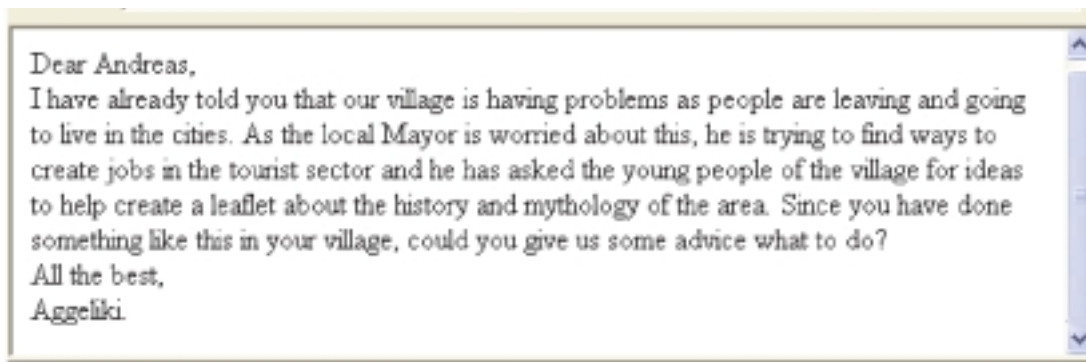 Dear Andreas,
I have already told you that our village is having problems as people are leaving and going
to live in the cities. As the local Mayor is worried about this, he is trying to find ways to
create jobs in the tourist sector and he has asked the young people of the village for ideas
to help create a leaflet about the history and mythology of the area. Since you have done
something like this in your village, could you give us some advice what to do?
All the best,
Aggeliki.